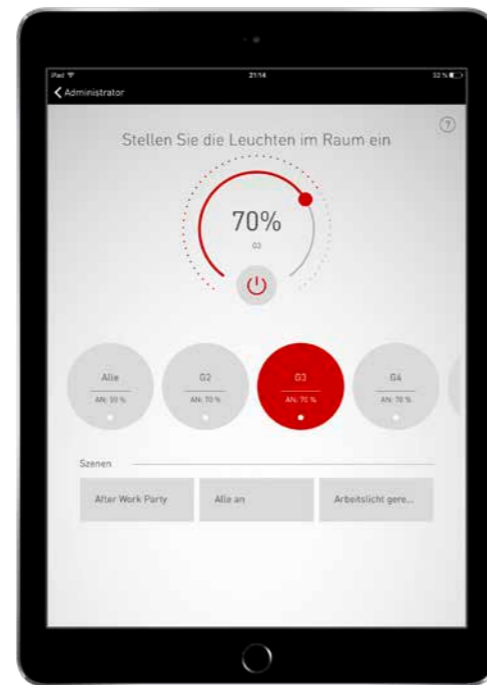 iPad 21:14 32 %
Administrator
?
Stellen Sie die Leuchten im Raum ein
70%
G3
Alle G2 G3 G4
AN: 70 % AN: 70 % AN: 70 %
Szenen
After Work Party Alle an Arbeitslicht gere...